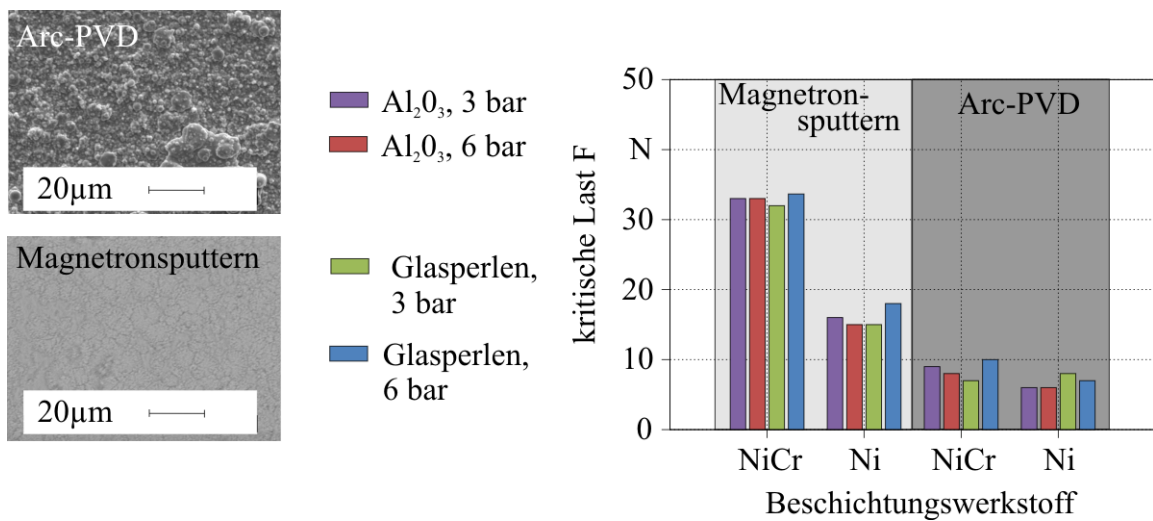 Arc-PVD
20µm
Magnetronsputtern
20µm
Al₂0₃, 3 bar
Al₂0₃, 6 bar
Glasperlen,
3 bar
Glasperlen,
6 bar
kritische Last F
50
N
30
20
10
0
Magnetron-
sputtern
Arc-PVD
NiCr
Ni
NiCr
Ni
Beschichtungswerkstoff